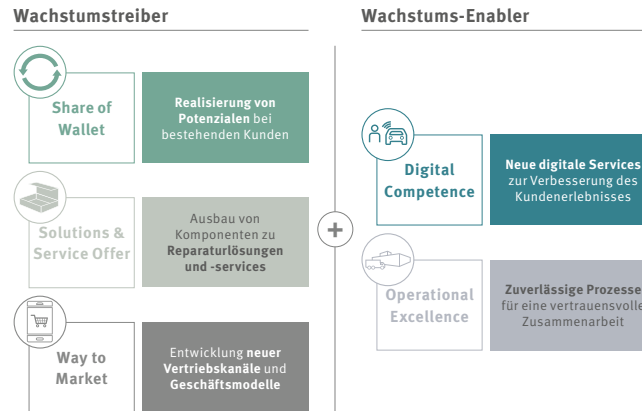 Wachstumstreiber
Share of
Wallet
Realisierung von
Potenzialen bei
bestehenden Kunden
Solutions &
Service Offer
Ausbau von
Komponenten zu
Reparaturlösungen
und -services
Way to
Market
Entwicklung neuer
Vertriebskanäle und
Geschäftsmodelle
+
Wachstums-Enabler
Digital
Competence
Neue digitale Services
zur Verbesserung des
Kundenerlebnisses
Operational
Excellence
Zuverlässige Prozesse
für eine vertrauensvolle
Zusammenarbeit